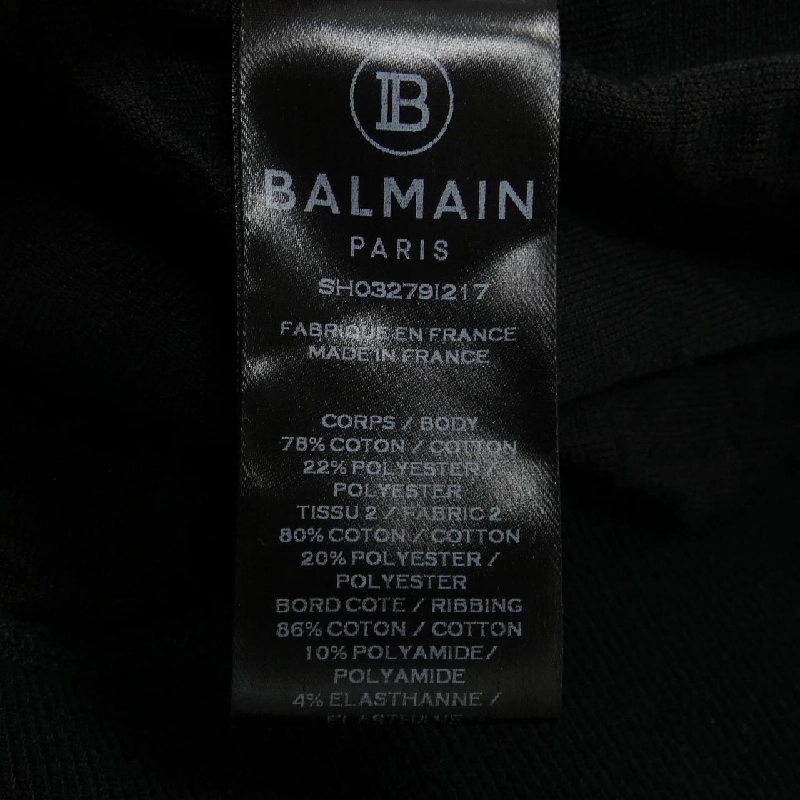 B
BALMAIN
PARIS
SH03279I217
FABRIQUE EN FRANCE
MADE IN FRANCE
CORPS / BODY
78% COTON / COTTON
22% POLYESTER /
POLYESTER
TISSU 2 / FABRIC 2
80% COTON / COTTON
20% POLYESTER /
POLYESTER
BORD COTE / RIBBING
86% COTON / COTTON
10% POLYAMIDE/
POLYAMIDE
4% ELASTHANNE /
ELASTHANE